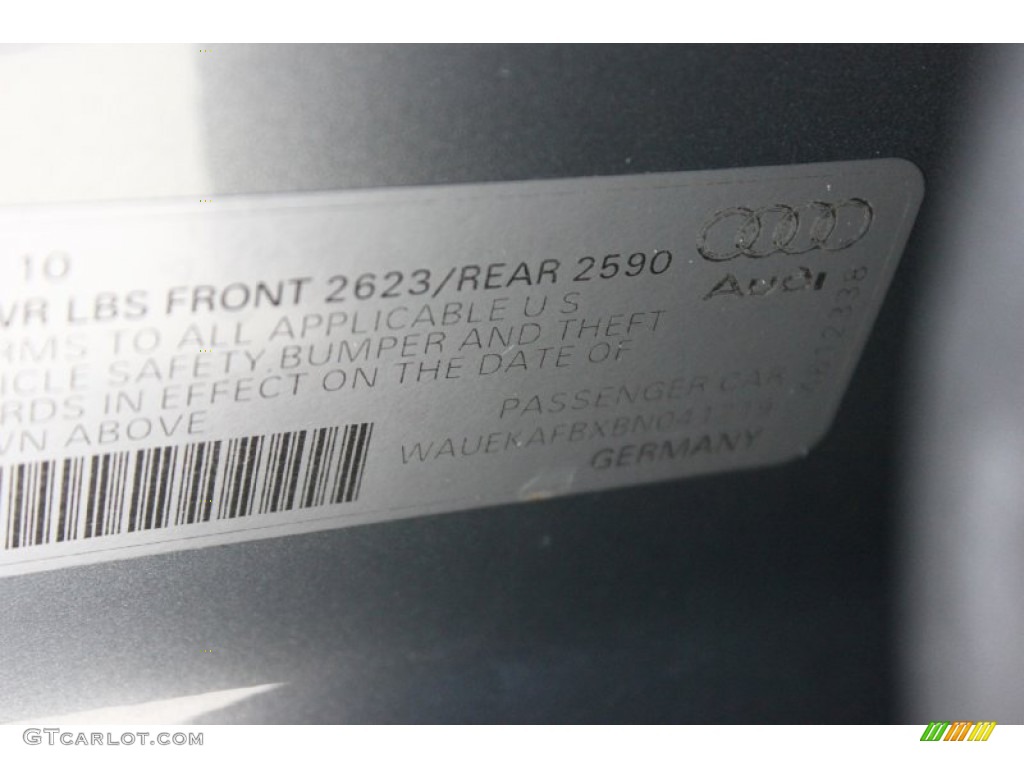 10
WR LBS FRONT 2623/REAR 2590
RMS TO ALL APPLICABLE U S
ICLE SAFETY BUMPER AND THEFT
RDS IN EFFECT ON THE DATE OF
WN ABOVE
Audi
PASSENGER CAR
GERMANY
GTCARLOT.COM